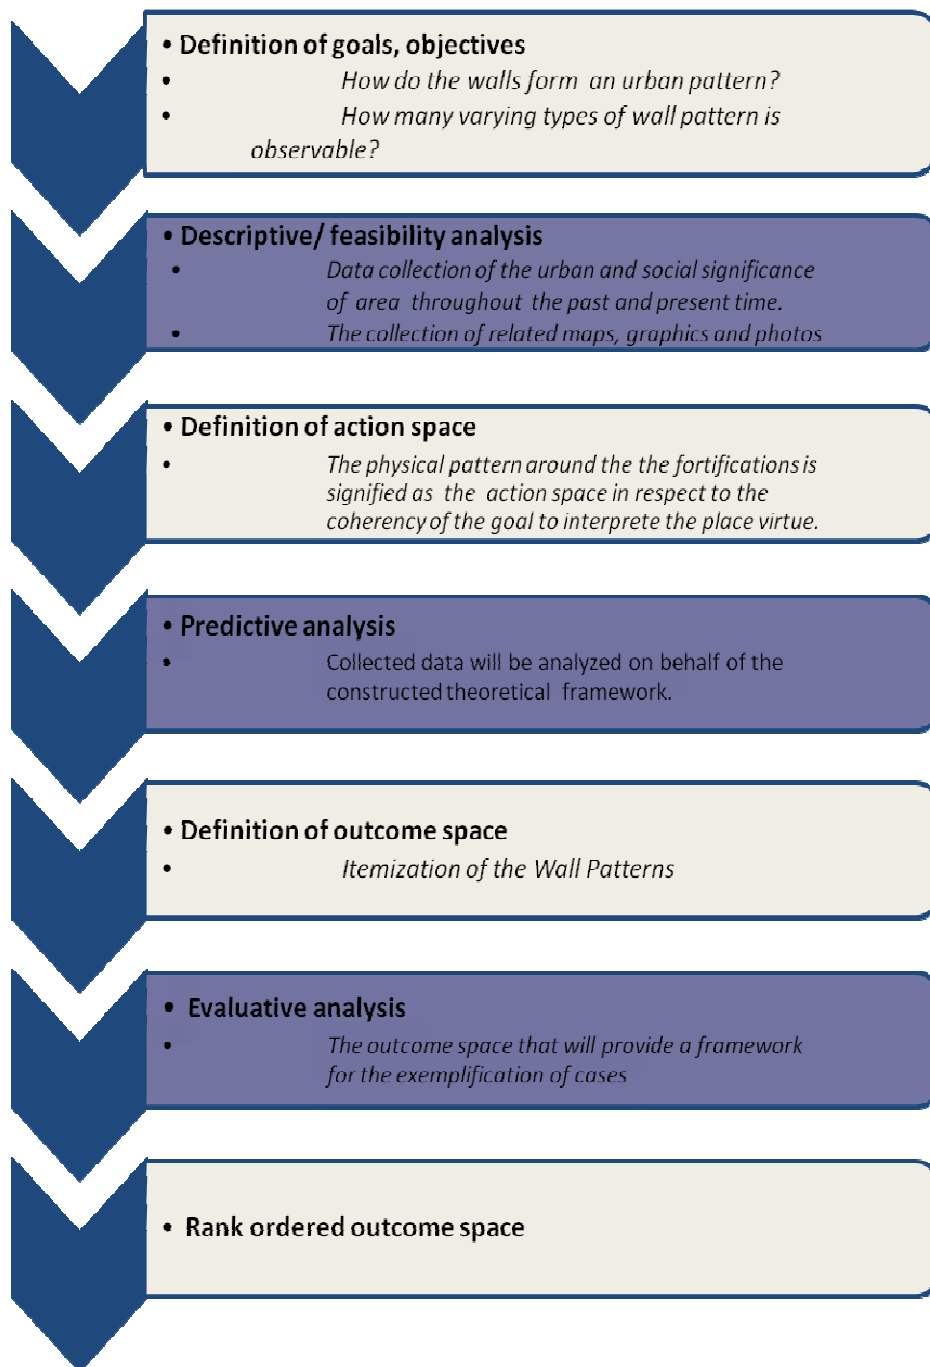 • Definition of goals, objectives
• How do the walls form an urban pattern?
• How many varying types of wall pattern is
observable?
• Descriptive/ feasibility analysis
• Data collection of the urban and social significance
of area throughout the past and present time.
• The collection of related maps, graphics and photos
• Definition of action space
• The physical pattern around the the fortifications is
signified as the action space in respect to the
coherency of the goal to interprete the place virtue.
• Predictive analysis
• Collected data will be analyzed on behalf of the
constructed theoretical framework.
• Definition of outcome space
• Itemization of the Wall Patterns
• Evaluative analysis
• The outcome space that will provide a framework
for the exemplification of cases
• Rank ordered outcome space